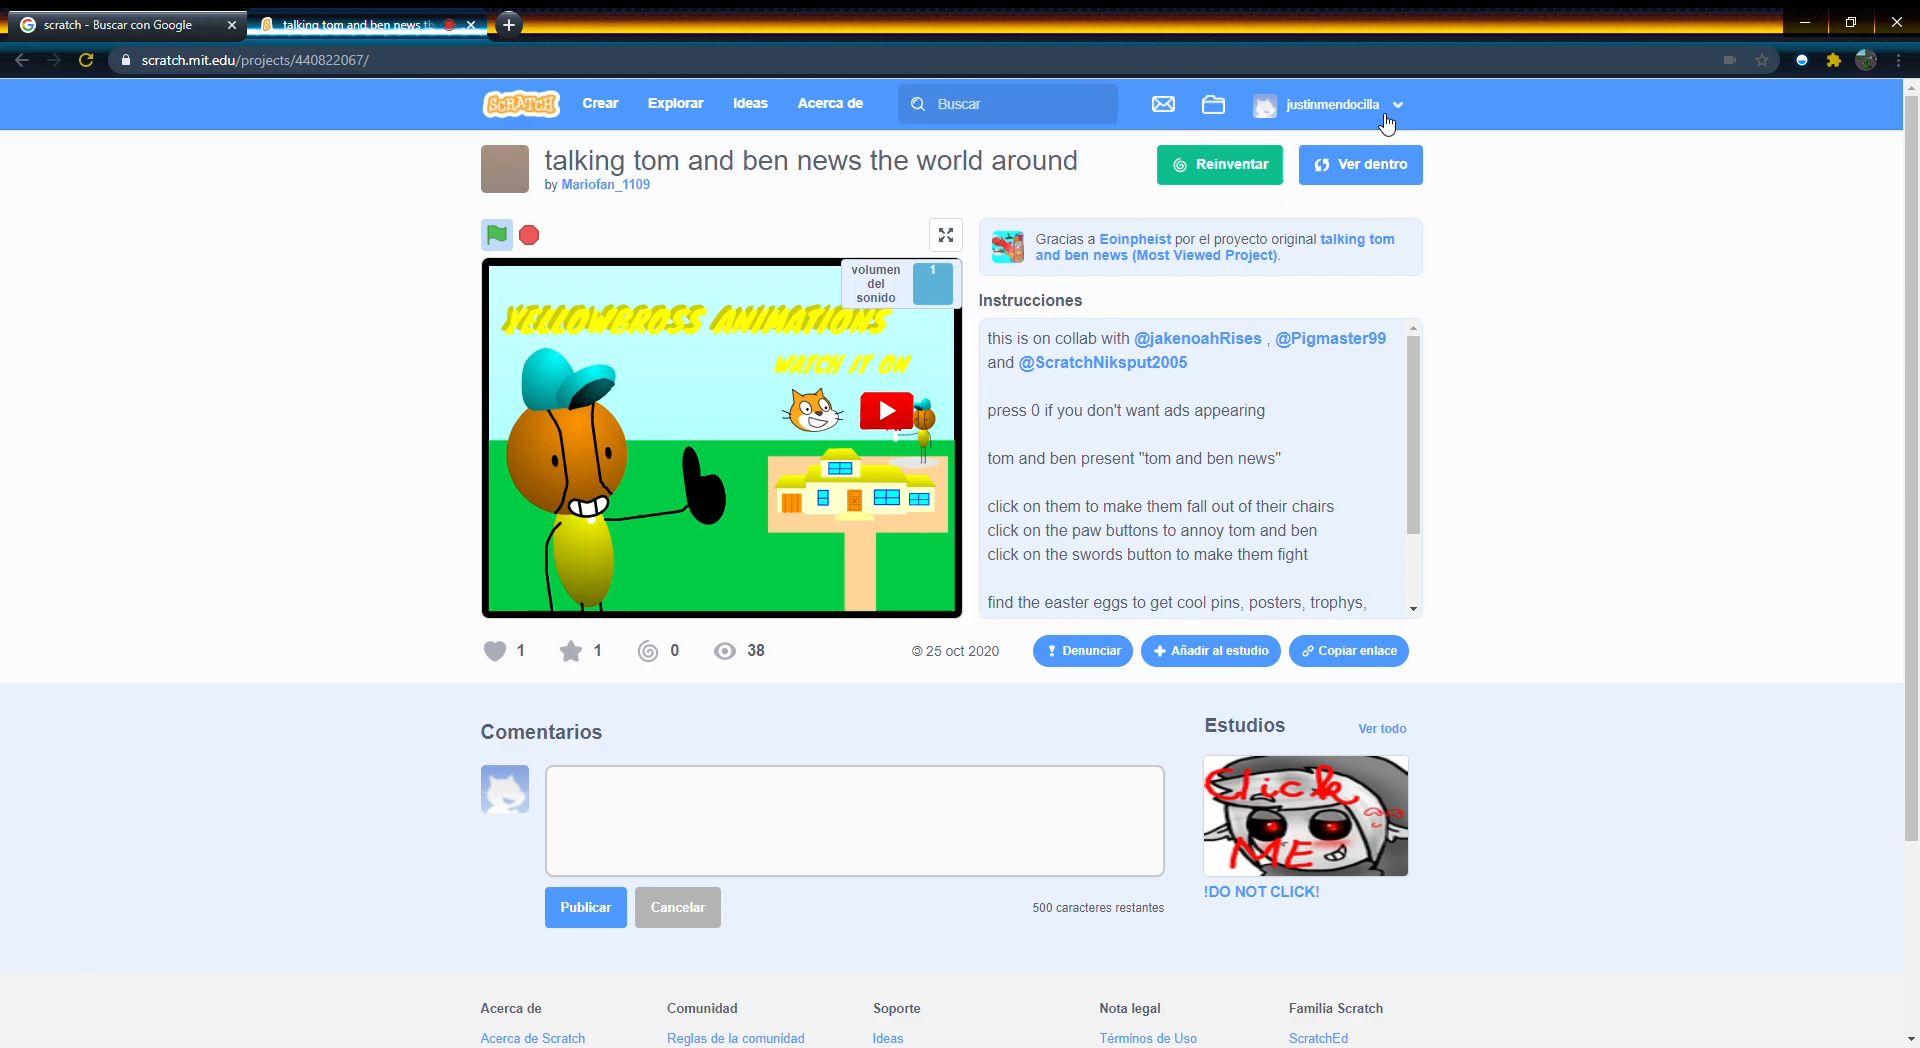 scratch - Buscar con Google
talking tom and ben news th
scratch.mit.edu/projects/440822067/
SCRATCH
Crear
Explorar
Ideas
Acerca de
Buscar
justinmendocilla
talking tom and ben news the world around
by Mariofan_1109
Reinventar
Ver dentro
Gracias a Eoinpheist por el proyecto original talking tom
and ben news (Most Viewed Project).
volumen
del
sonido
1
YELLOWBROSS ANIMATIONS
WATCH IT ON
Instrucciones
this is on collab with @jakenoahRises , @Pigmaster99
and @ScratchNiksput2005
press 0 if you don't want ads appearing
tom and ben present "tom and ben news"
click on them to make them fall out of their chairs
click on the paw buttons to annoy tom and ben
click on the swords button to make them fight
find the easter eggs to get cool pins, posters, trophys,
1
1
0
38
© 25 oct 2020
Denunciar
Añadir al estudio
Copiar enlace
Comentarios
Publicar
Cancelar
500 caracteres restantes
Estudios
Ver todo
Click
ME
!DO NOT CLICK!
Acerca de
Comunidad
Soporte
Nota legal
Familia Scratch
Acerca de Scratch
Reglas de la comunidad
Ideas
Términos de Uso
ScratchEd